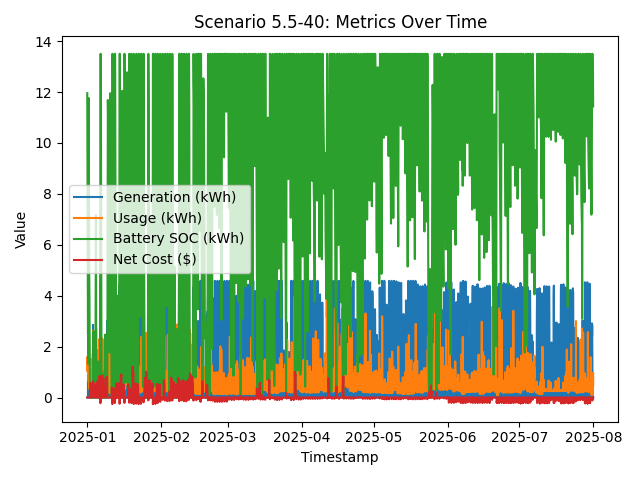 Scenario 5.5-40: Metrics Over Time
14
12
10
8
6
4
2
0
Value
Generation (kWh)
Usage (kWh)
Battery SOC (kWh)
Net Cost ($)
2025-01 2025-02 2025-03 2025-04 2025-05 2025-06 2025-07 2025-08
Timestamp